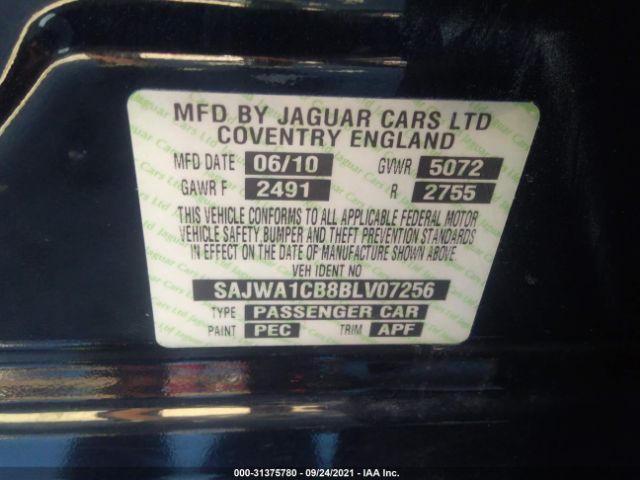 MFD BY JAGUAR CARS LTD
COVENTRY ENGLAND
MFD DATE 06/10 GVWR 5072
GAWR F 2491 R 2755
THIS VEHICLE CONFORMS TO ALL APPLICABLE FEDERAL MOTOR
VEHICLE SAFETY BUMPER AND THEFT PREVENTION STANDARDS
IN EFFECT ON THE DATE OF MANUFACTURE SHOWN ABOVE
VEH IDENT NO
SAJWA1CB8BLV07256
TYPE PASSENGER CAR
PAINT PEC TRIM APF
000-31375780 - 09/24/2021 - IAA Inc.